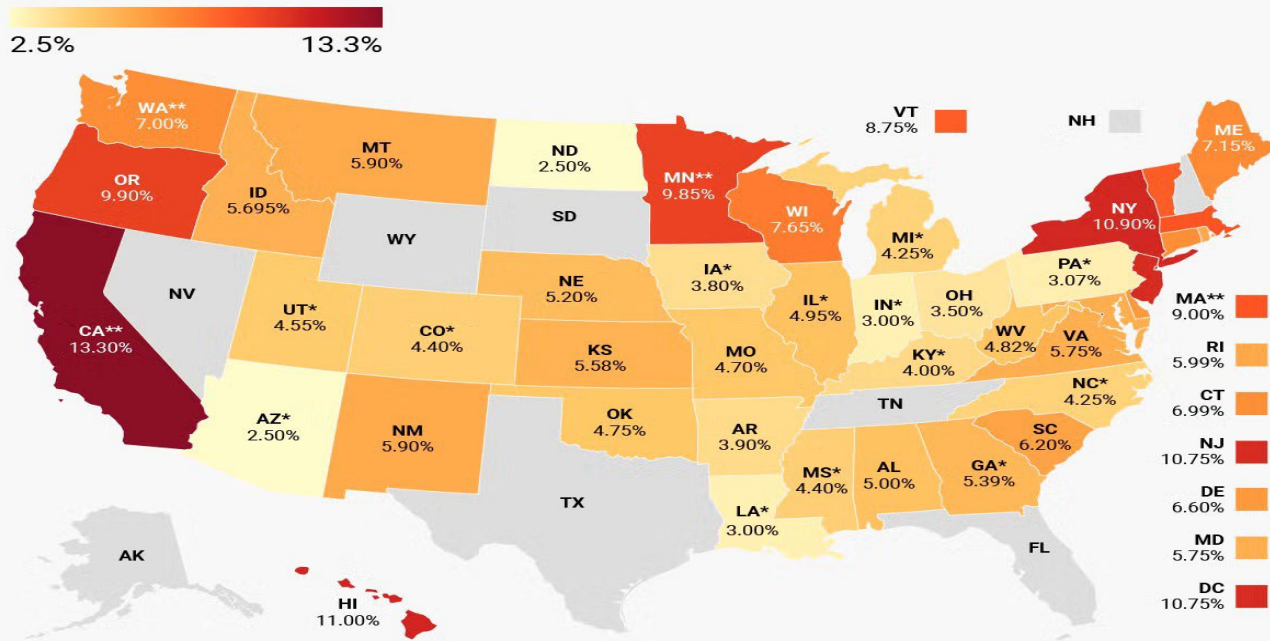 2.5%
13.3%
WA**
7.00%
OR
9.90%
CA**
13.30%
NV
ID
5.695%
MT
5.90%
WY
UT*
4.55%
AZ*
2.50%
CO*
4.40%
NM
5.90%
ND
2.50%
SD
NE
5.20%
KS
5.58%
OK
4.75%
TX
MN**
9.85%
IA*
3.80%
MO
4.70%
AR
3.90%
LA*
3.00%
WI
7.65%
IL*
4.95%
MI*
4.25%
IN*
3.00%
OH
3.50%
KY*
4.00%
TN
MS*
4.40%
AL
5.00%
GA*
5.39%
FL
SC
6.20%
NC*
4.25%
VA
5.75%
WV
4.82%
PA*
3.07%
NY
10.90%
ME
7.15%
VT
8.75%
NH
MA**
9.00%
RI
5.99%
CT
6.99%
NJ
10.75%
DE
6.60%
MD
5.75%
DC
10.75%
AK
HI
11.00%